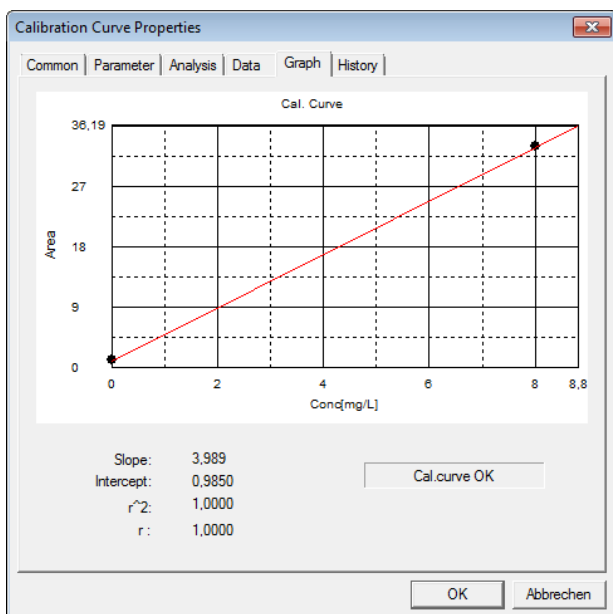 Calibration Curve Properties
Common Parameter Analysis Data Graph History
Cal. Curve
36,19
27
18
9
0
Area
0 2 4 6 8 8,8
Conc[mg/L]
Slope: 3,989
Intercept: 0,9850
r^2: 1,0000
r : 1,0000
Cal.curve OK
OK Abbrechen